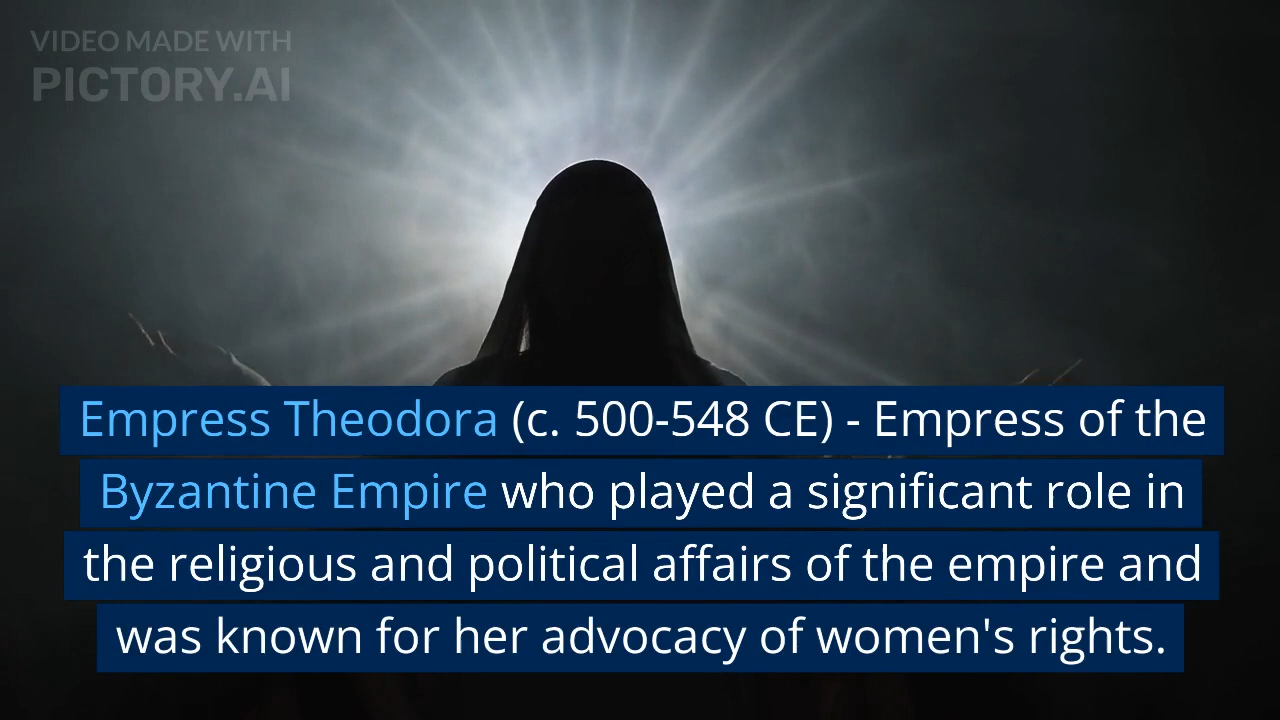 VIDEO MADE WITH
PICTORY.AI
Empress Theodora (c. 500-548 CE) - Empress of the
Byzantine Empire who played a significant role in
the religious and political affairs of the empire and
was known for her advocacy of women's rights.